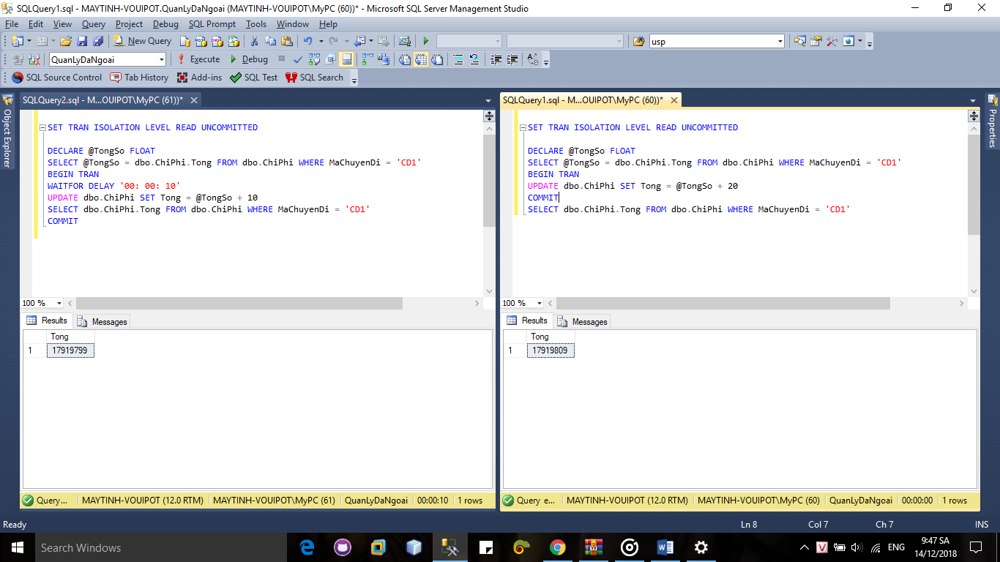 SQLQuery1.sql - MAYTINH-VOUIPOT.QuanLyDaNgoai (MAYTINH-VOUIPOT\MyPC (60))* - Microsoft SQL Server Management Studio
File Edit View Query Project Debug SQL Prompt Tools Window Help
New Query usp
QuanLyDaNgoai Execute Debug
SQL Source Control Tab History Add-ins SQL Test SQL Search
Object Explorer
SQLQuery2.sql - M...OUIPOT\MyPC (61))*
SET TRAN ISOLATION LEVEL READ UNCOMMITTED
DECLARE @TongSo FLOAT
SELECT @TongSo = dbo.ChiPhi.Tong FROM dbo.ChiPhi WHERE MaChuyenDi = 'CD1'
BEGIN TRAN
WAITFOR DELAY '00: 00: 10'
UPDATE dbo.ChiPhi SET Tong = @TongSo + 10
SELECT dbo.ChiPhi.Tong FROM dbo.ChiPhi WHERE MaChuyenDi = 'CD1'
COMMIT
100 %
Results Messages
Tong
1 17919799
Query... MAYTINH-VOUIPOT (12.0 RTM) MAYTINH-VOUIPOT\MyPC (61) QuanLyDaNgoai 00:00:10 1 rows
SQLQuery1.sql - M...OUIPOT\MyPC (60))*
SET TRAN ISOLATION LEVEL READ UNCOMMITTED
DECLARE @TongSo FLOAT
SELECT @TongSo = dbo.ChiPhi.Tong FROM dbo.ChiPhi WHERE MaChuyenDi = 'CD1'
BEGIN TRAN
UPDATE dbo.ChiPhi SET Tong = @TongSo + 20
COMMIT
SELECT dbo.ChiPhi.Tong FROM dbo.ChiPhi WHERE MaChuyenDi = 'CD1'
100 %
Results Messages
Tong
1 17919809
Query e... MAYTINH-VOUIPOT (12.0 RTM) MAYTINH-VOUIPOT\MyPC (60) QuanLyDaNgoai 00:00:00 1 rows
Properties
Ready Ln 8 Col 7 Ch 7 INS
Search Windows
ENG
9:47 SA
14/12/2018